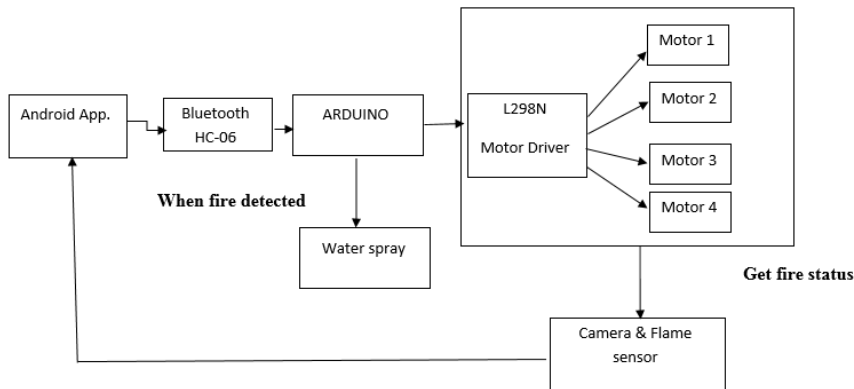 Android App.
Bluetooth
HC-06
ARDUINO
L298N
Motor Driver
Motor 1
Motor 2
Motor 3
Motor 4
When fire detected
Water spray
Get fire status
Camera & Flame
sensor